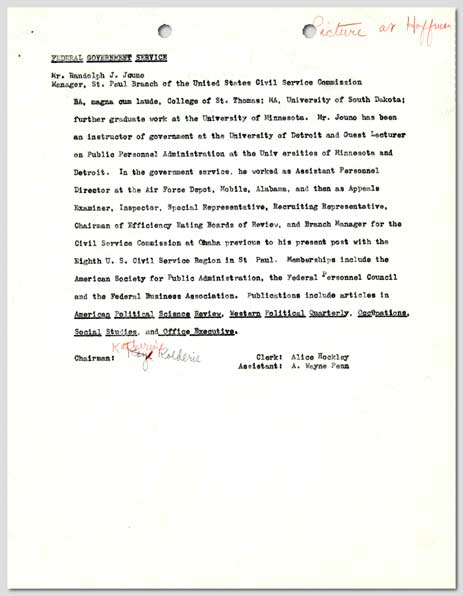 Picture at Hoffman
FEDERAL GOVERNMENT SERVICE
Mr. Randolph J. Jouno
Manager, St. Paul Branch of the United States Civil Service Commission
BA, magna cum laude, College of St. Thomas; MA, University of South Dakota;
further graduate work at the University of Minnesota. Mr. Jouno has been
an instructor of government at the University of Detroit and Guest Lecturer
on Public Personnel Administration at the Univ ersities of Minnesota and
Detroit. In the government service, he worked as Assistant Personnel
Director at the Air Force Depot, Mobile, Alabama, and then as Appeals
Examiner, Inspector, Special Representative, Recruiting Representative,
Chairman of Efficiency Rating Boards of Review, and Branch Manager for the
Civil Service Commission at Omaha previous to his present post with the
Eighth U. S. Civil Service Region in St Paul. Memberships include the
American Society for Public Administration, the Federal Personnel Council
and the Federal Business Association. Publications include articles in
American Political Science Review, Western Political Quarterly, Occupations,
Social Studies, and Office Executive.
Katherine
Chairman: Kay Kolderie Clerk: Alice Hockley
Assistant: A. Wayne Penn